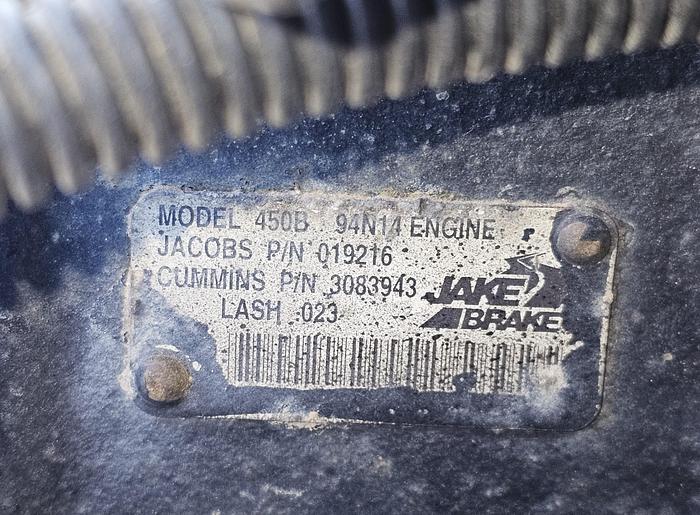 MODEL 450B 94N14 ENGINE
JACOBS P/N 019216
CUMMINS P/N 3083943
LASH .023
JAKE
BRAKE